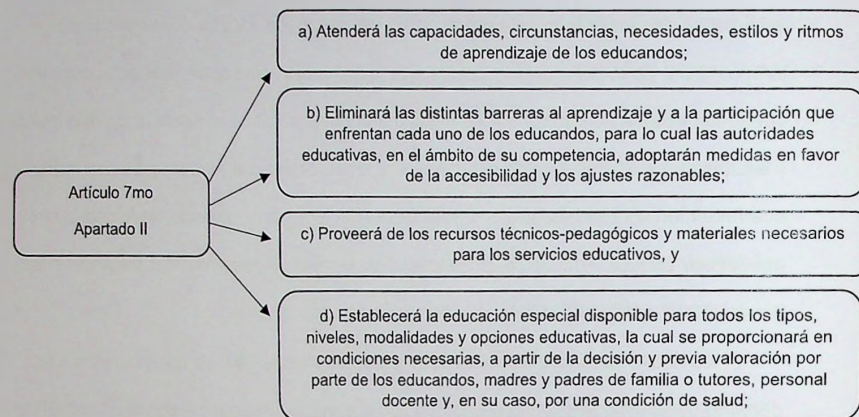 a) Atenderá las capacidades, circunstancias, necesidades, estilos y ritmos
de aprendizaje de los educandos;
b) Eliminará las distintas barreras al aprendizaje y a la participación que
enfrentan cada uno de los educandos, para lo cual las autoridades
educativas, en el ámbito de su competencia, adoptarán medidas en favor
de la accesibilidad y los ajustes razonables;
Artículo 7mo
Apartado II
c) Proveerá de los recursos técnicos-pedagógicos y materiales necesarios
para los servicios educativos, y
d) Establecerá la educación especial disponible para todos los tipos,
niveles, modalidades y opciones educativas, la cual se proporcionará en
condiciones necesarias, a partir de la decisión y previa valoración por
parte de los educandos, madres y padres de familia o tutores, personal
docente y, en su caso, por una condición de salud;